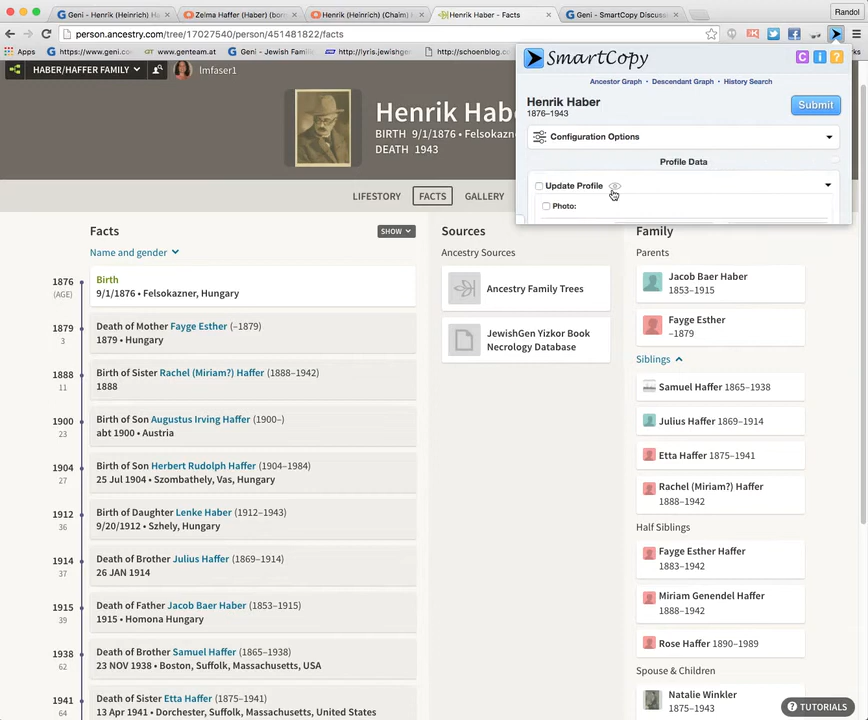 Geni - Henrik (Heinrich) Ha
Zelma Haffer (Haber) (bor
Henrik (Heinrich) (Chaim) H
Henrik Haber - Facts
Geni - SmartCopy Discuss
Randol
person.ancestry.com/tree/17027540/person/451481822/facts
Apps
https://www.geni.co
www.genteam.at
Geni - Jewish Famil
http://lyris.jewishge
http://schoenblog.c
HABER/HAFFER FAMILY
lmfaser1
SmartCopy
Ancestor Graph • Descendant Graph • History Search
Henrik Haber
1876–1943
Submit
Configuration Options
Profile Data
Update Profile
Photo:
Henrik Hab
BIRTH 9/1/1876 • Felsokaz
DEATH 1943
LIFESTORY
FACTS
GALLERY
Facts
SHOW
Name and gender
1876
(AGE)
Birth
9/1/1876 • Felsokazner, Hungary
1879
3
Death of Mother Fayge Esther (–1879)
1879 • Hungary
1888
11
Birth of Sister Rachel (Miriam?) Haffer (1888–1942)
1888
1900
23
Birth of Son Augustus Irving Haffer (1900–)
abt 1900 • Austria
1904
27
Birth of Son Herbert Rudolph Haffer (1904–1984)
25 Jul 1904 • Szombathely, Vas, Hungary
1912
36
Birth of Daughter Lenke Haber (1912–1943)
9/20/1912 • Szhely, Hungary
1914
37
Death of Brother Julius Haffer (1869–1914)
26 JAN 1914
1915
39
Death of Father Jacob Baer Haber (1853–1915)
1915 • Homona Hungary
1938
62
Death of Brother Samuel Haffer (1865–1938)
23 NOV 1938 • Boston, Suffolk, Massachusetts, USA
1941
64
Death of Sister Etta Haffer (1875–1941)
13 Apr 1941 • Dorchester, Suffolk, Massachusetts, United States
Sources
Ancestry Sources
Ancestry Family Trees
JewishGen Yizkor Book
Necrology Database
Family
Parents
Jacob Baer Haber
1853–1915
Fayge Esther
–1879
Siblings
Samuel Haffer 1865–1938
Julius Haffer 1869–1914
Etta Haffer 1875–1941
Rachel (Miriam?) Haffer
1888–1942
Half Siblings
Fayge Esther Haffer
1883–1942
Miriam Genendel Haffer
1888–1942
Rose Haffer 1890–1989
Spouse & Children
Natalie Winkler
1875–1943
? TUTORIALS